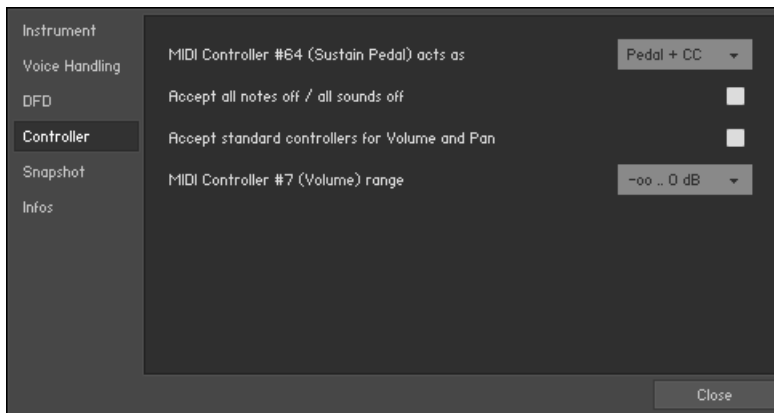 Instrument
Voice Handling
DFD
Controller
Snapshot
Infos
MIDI Controller #64 (Sustain Pedal) acts as
Pedal + CC
Accept all notes off / all sounds off
Accept standard controllers for Volume and Pan
MIDI Controller #7 (Volume) range
-oo .. 0 dB
Close